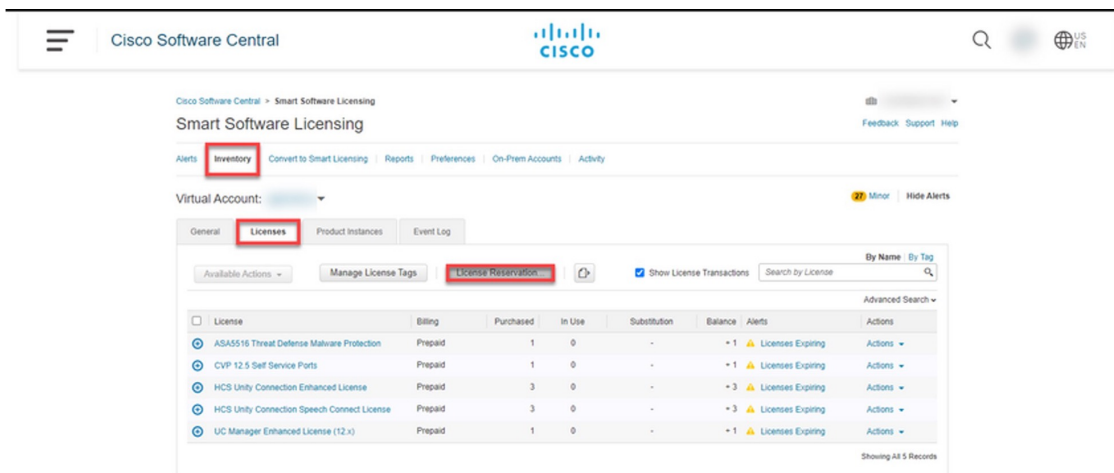 Cisco Software Central
CISCO
US
EN
Cisco Software Central > Smart Software Licensing
Smart Software Licensing
Feedback Support Help
Alerts Inventory Convert to Smart Licensing Reports Preferences On-Prem Accounts Activity
Virtual Account:
27 Minor Hide Alerts
General Licenses Product Instances Event Log
By Name By Tag
Available Actions Manage License Tags License Reservation... Show License Transactions Search by License
Advanced Search
License Billing Purchased In Use Substitution Balance Alerts Actions
ASA5516 Threat Defense Malware Protection Prepaid 1 0 - + 1 Licenses Expiring Actions
CVP 12.5 Self Service Ports Prepaid 1 0 - + 1 Licenses Expiring Actions
HCS Unity Connection Enhanced License Prepaid 3 0 - + 3 Licenses Expiring Actions
HCS Unity Connection Speech Connect License Prepaid 3 0 - + 3 Licenses Expiring Actions
UC Manager Enhanced License (12.x) Prepaid 1 0 - + 1 Licenses Expiring Actions
Showing All 5 Records